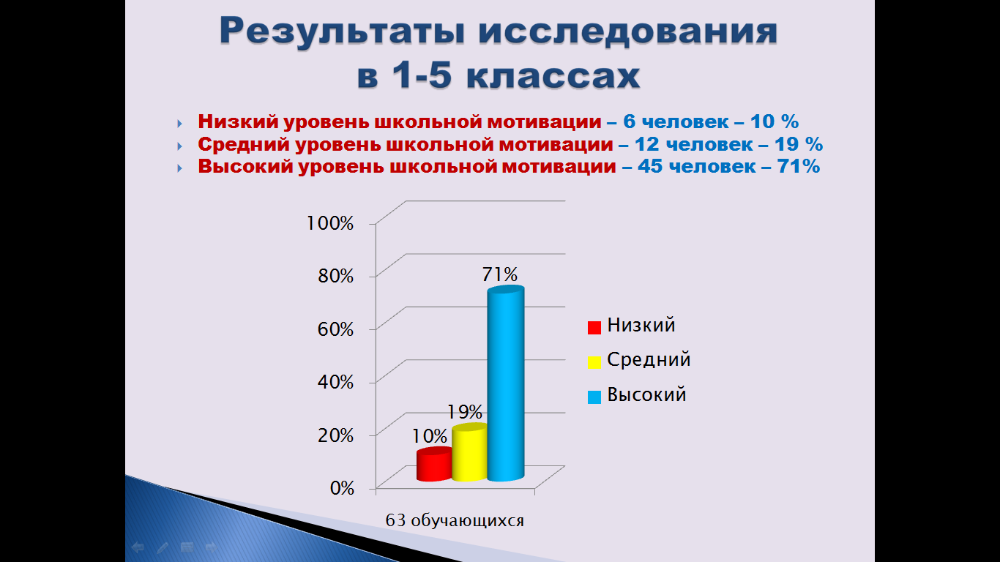 Результаты исследования
в 1-5 классах
Низкий уровень школьной мотивации – 6 человек – 10 %
Средний уровень школьной мотивации – 12 человек – 19 %
Высокий уровень школьной мотивации – 45 человек – 71%
100%
80%
60%
40%
20%
0%
10%
19%
71%
63 обучающихся
Низкий
Средний
Высокий